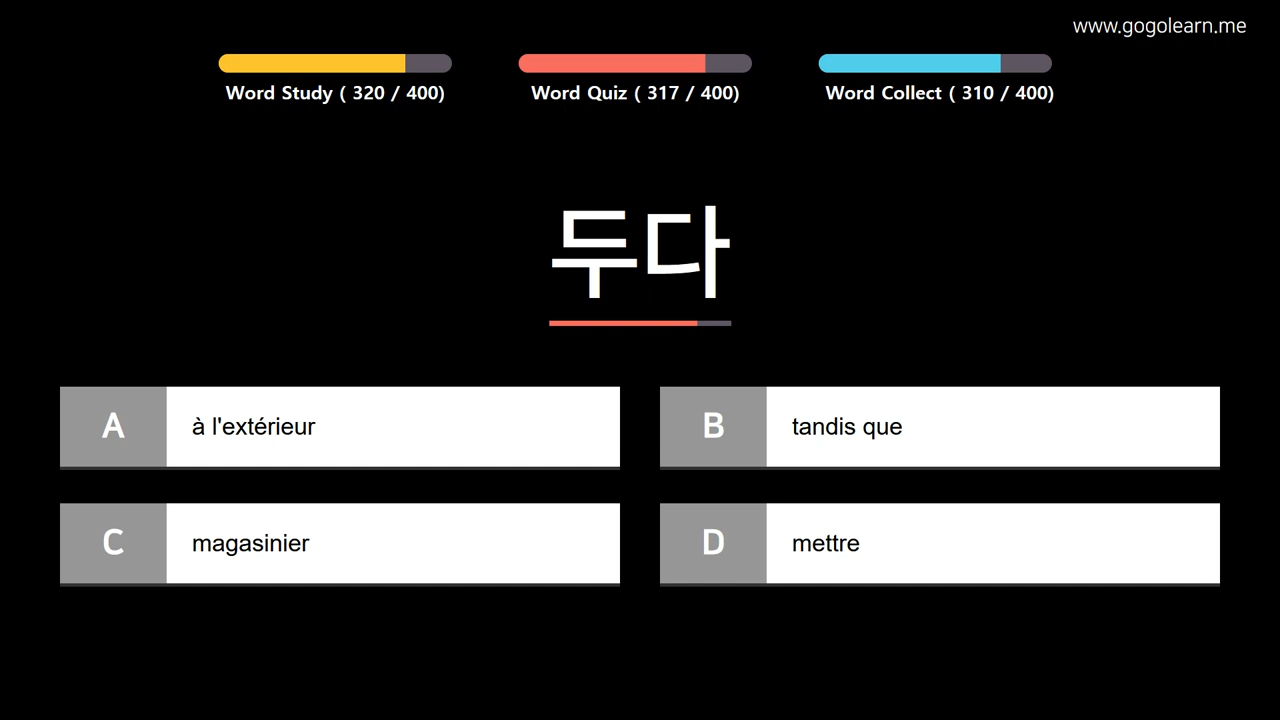 www.gogolearn.me
Word Study ( 320 / 400)
Word Quiz ( 317 / 400)
Word Collect ( 310 / 400)
두다
A
à l'extérieur
B
tandis que
C
magasinier
D
mettre